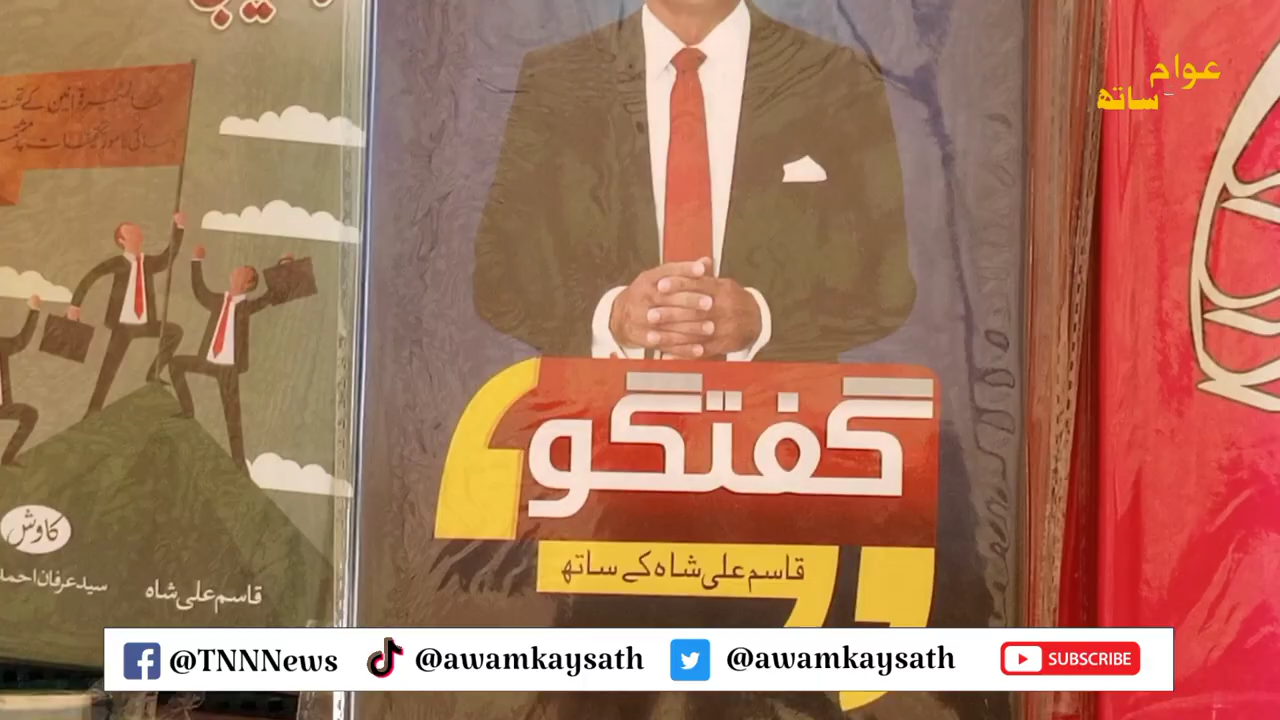 عوام
ساتھ
کاوش
سید عرفان احمد
قاسم علی شاہ
گفتگو
قاسم علی شاہ کے ساتھ
@TNNNews
@awamkaysath
@awamkaysath
SUBSCRIBE